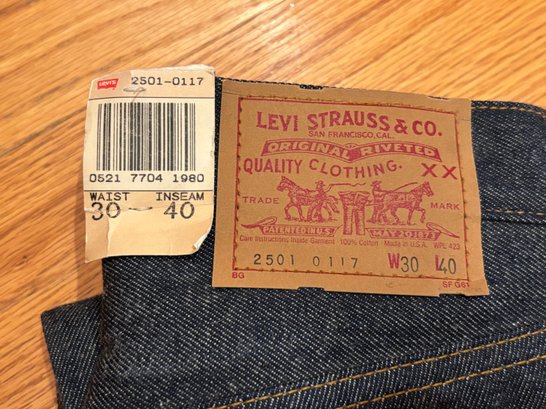 LEVI'S 2501-0117
0521 7704 1980
WAIST INSEAM
30 - 40
LEVI STRAUSS & CO.
SAN FRANCISCO, CAL.
ORIGINAL RIVETED
QUALITY CLOTHING.
XX
TRADE MARK
PATENTED IN U.S. MAY 20 1873
Care Instructions Inside Garment 100% Cotton Made in U.S.A. WPL 423
2501 0117 W30 L40
BG SF G61